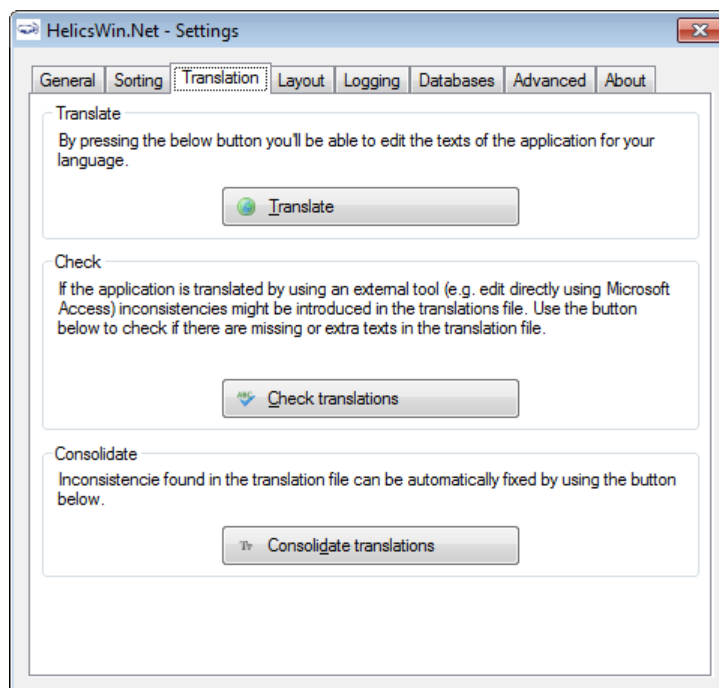 HelicsWin.Net - Settings
General Sorting Translation Layout Logging Databases Advanced About
Translate
By pressing the below button you'll be able to edit the texts of the application for your
language.
Translate
Check
If the application is translated by using an external tool (e.g. edit directly using Microsoft
Access) inconsistencies might be introduced in the translations file. Use the button
below to check if there are missing or extra texts in the translation file.
ABC
Check translations
Consolidate
Inconsistencie found in the translation file can be automatically fixed by using the button
below.
Consolidate translations